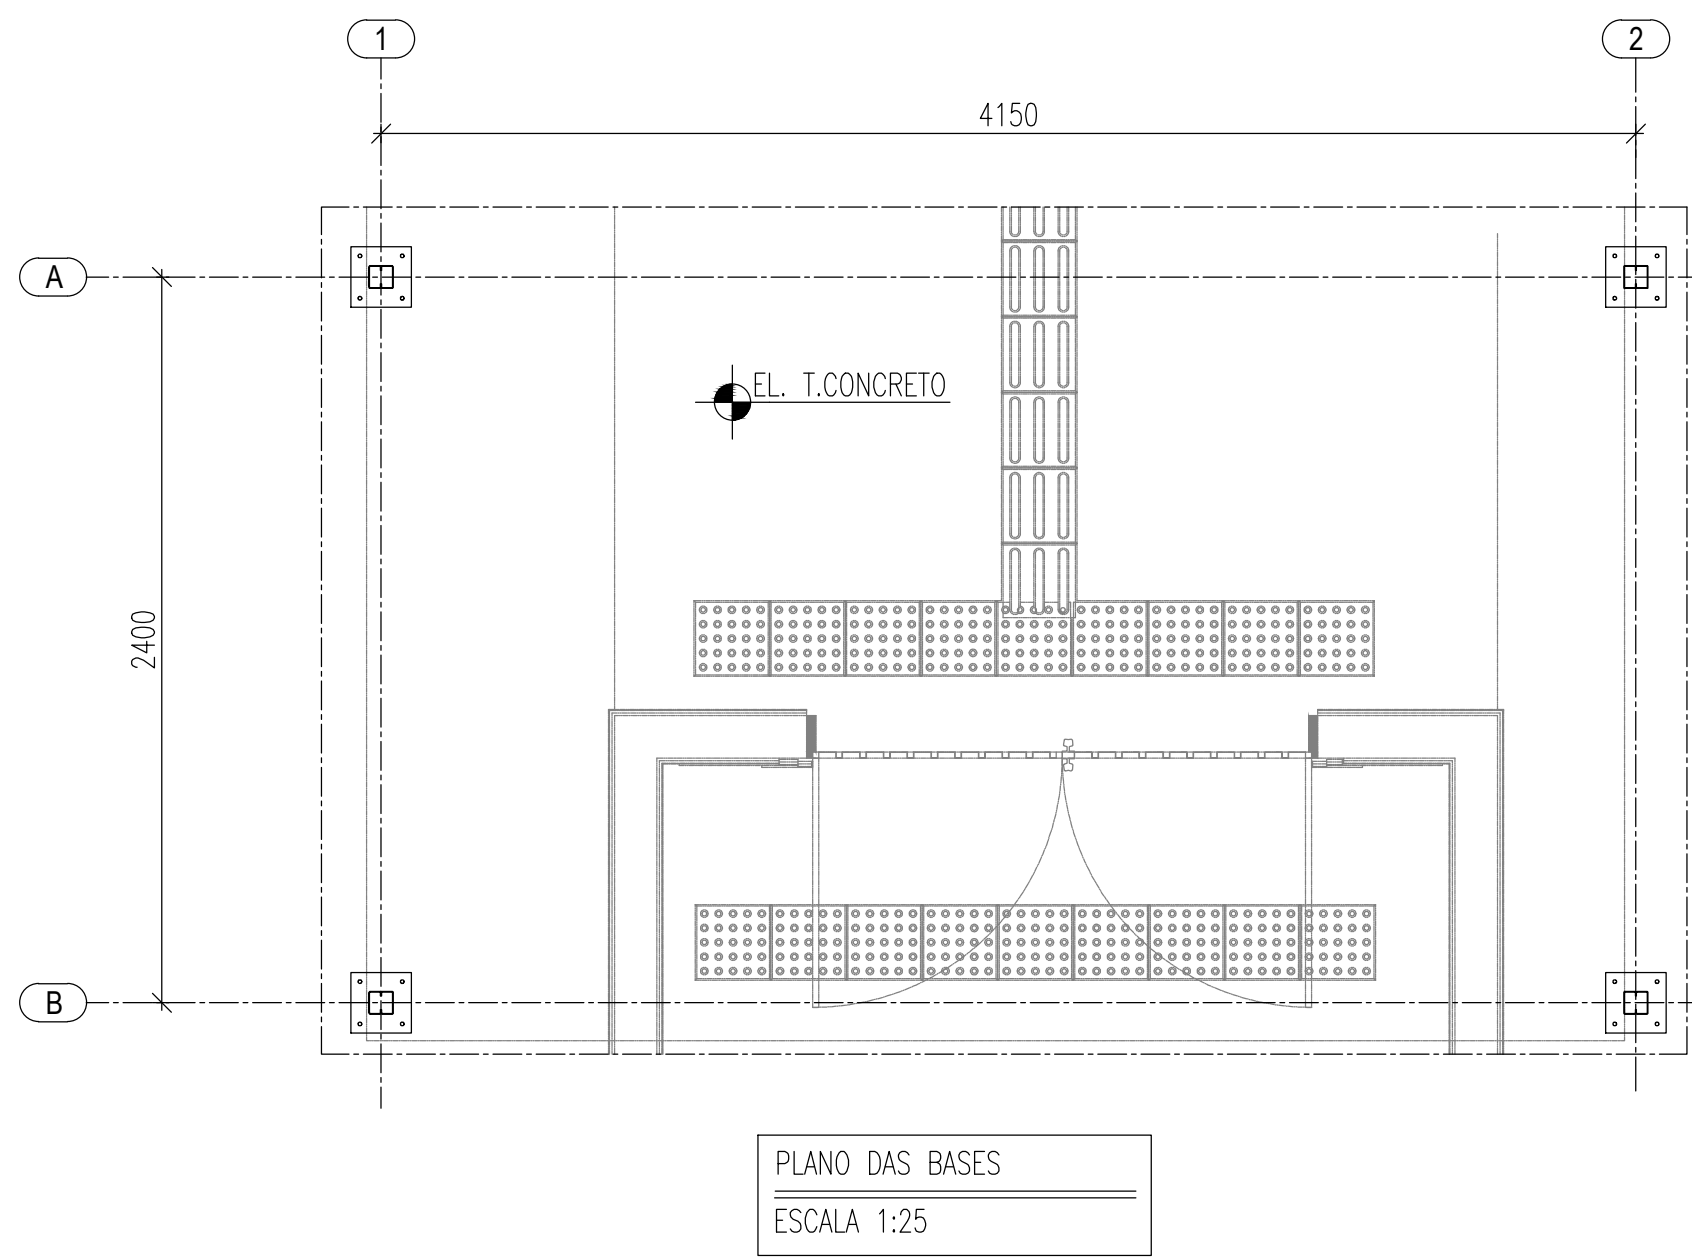 1
2
4150
A
EL. T.CONCRETO
2400
B
PLANO DAS BASES
ESCALA 1:25